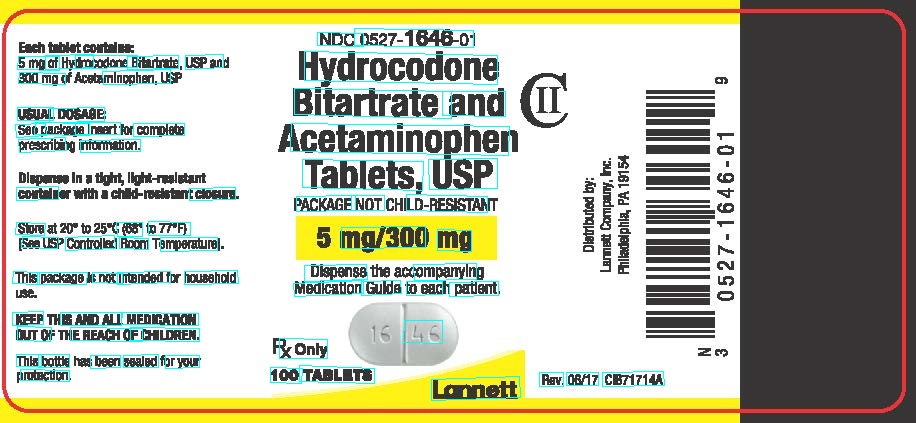 Each tablet contains:
5 mg of Hydrocodone Bitartrate, USP and
300 mg of Acetaminophen, USP
USUAL DOSAGE:
See package insert for complete
prescribing information.
Dispense in a tight, light-resistant
container with a child-resistant closure.
Store at 20° to 25°C (68° to 77°F)
[See USP Controlled Room Temperature].
This package is not intended for household
use.
KEEP THIS AND ALL MEDICATION
OUT OF THE REACH OF CHILDREN.
This bottle has been sealed for your
protection.
NDC 0527-1646-01
Hydrocodone
Bitartrate and
Acetaminophen
Tablets, USP
CII
PACKAGE NOT CHILD-RESISTANT
5 mg/300 mg
Dispense the accompanying
Medication Guide to each patient.
16 46
Rx Only
100 TABLETS
Lannett
Distributed by:
Lannett Company, Inc.
Philadelphia, PA 19154
Rev. 06/17 CIB71714A
N 3 0527-1646-01 9